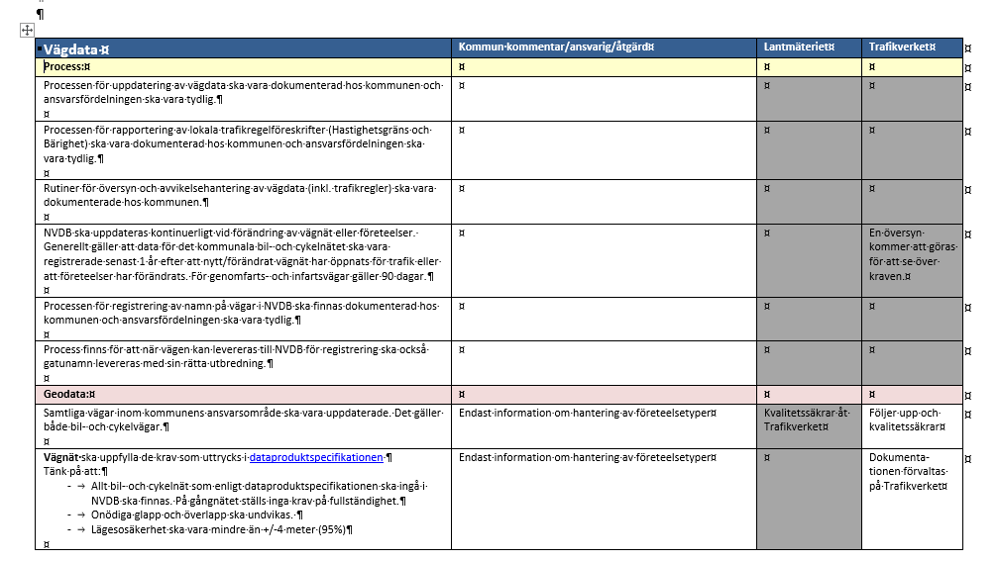 ¶
Vägdata¤ Kommun kommentar/ansvarig/åtgärd¤ Lantmäteriet¤ Trafikverket¤ ¤
Process:¤ ¤ ¤ ¤ ¤
Processen för uppdatering av vägdata ska vara dokumenterad hos kommunen och ¤ ¤ ¤ ¤
ansvarsfördelningen ska vara tydlig.¶
¤
Processen för rapportering av lokala trafikregelföreskrifter (Hastighetsgräns och ¤ ¤ ¤ ¤
Bärighet) ska vara dokumenterad hos kommunen och ansvarsfördelningen ska
vara tydlig.¶
¤
Rutiner för översyn och avvikelsehantering av vägdata (inkl. trafikregler) ska vara ¤ ¤ ¤ ¤
dokumenterade hos kommunen.¶
¤
NVDB ska uppdateras kontinuerligt vid förändring av vägnät eller företeelser. ¤ ¤ En översyn ¤
Generellt gäller att data för det kommunala bil- och cykelnätet ska vara kommer att göras
registrerade senast 1 år efter att nytt/förändrat vägnät har öppnats för trafik eller för att se över
att företeelser har förändrats. För genomfarts- och infartsvägar gäller 90 dagar.¶ kraven.¤
¤
Processen för registrering av namn på vägar i NVDB ska finnas dokumenterad hos ¤ ¤ ¤ ¤
kommunen och ansvarsfördelningen ska vara tydlig.¶
¤
Process finns för att när vägen kan levereras till NVDB för registrering ska också ¤ ¤ ¤ ¤
gatunamn levereras med sin rätta utbredning.¶
¤
Geodata:¤ ¤ ¤ ¤ ¤
Samtliga vägar inom kommunens ansvarsområde ska vara uppdaterade. Det gäller Endast information om hantering av företeelsetyper¤ Kvalitetssäkrar åt Följer upp och ¤
både bil- och cykelvägar.¶ Trafikverket¤ kvalitetssäkrar¤
¤
Vägnät ska uppfylla de krav som uttrycks i dataproduktspecifikationen ¶ Endast information om hantering av företeelsetyper¤ ¤ Dokumenta- ¤
Tänk på att:¶ tionen förvaltas
- → Allt bil- och cykelnät som enligt dataproduktspecifikationen ska ingå i på Trafikverket¤
NVDB ska finnas. På gångnätet ställs inga krav på fullständighet.¶
- → Onödiga glapp och överlapp ska undvikas. ¶
- → Lägesosäkerhet ska vara mindre än +/-4 meter (95%)¶
¤